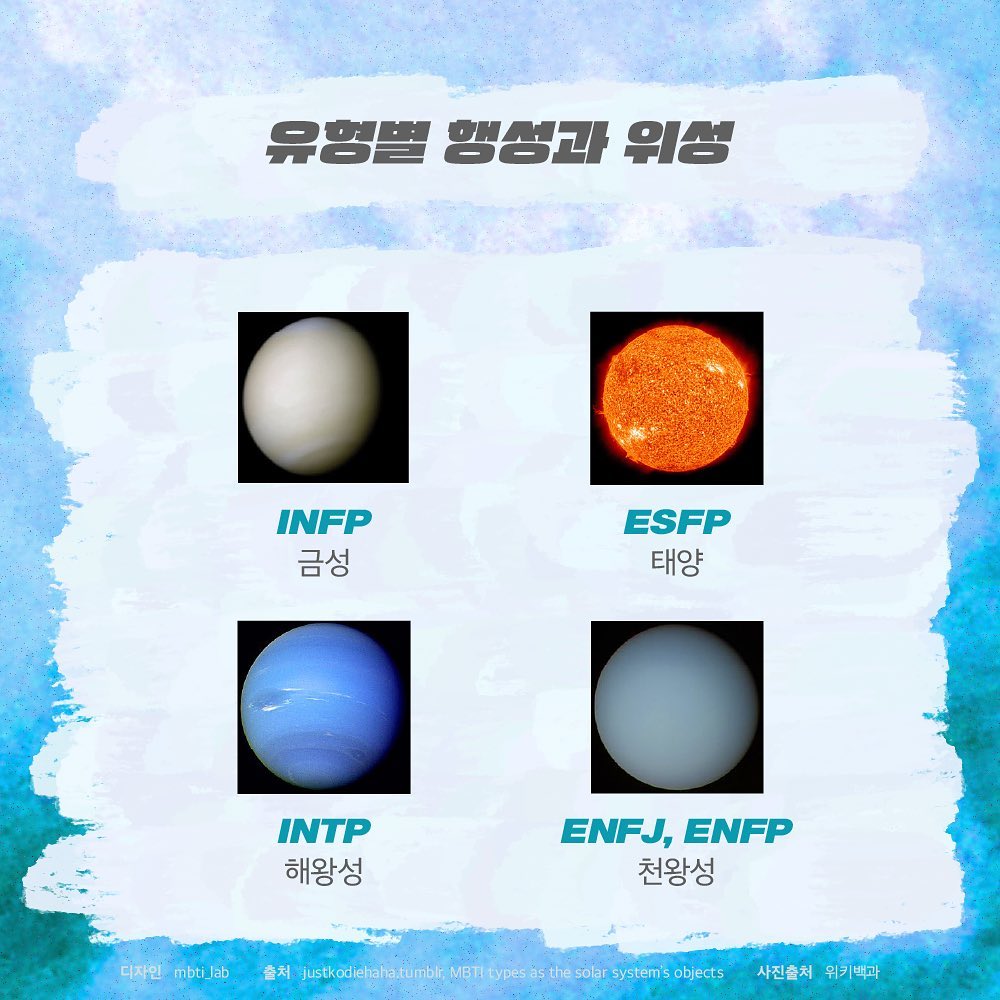 유형별 행성과 위성
INFP
금성
ESFP
태양
INTP
해왕성
ENFJ, ENFP
천왕성
디자인 mbti_lab 출처 justkodiehaha.tumblr, MBTI types as the solar system's objects 사진출처 위키백과